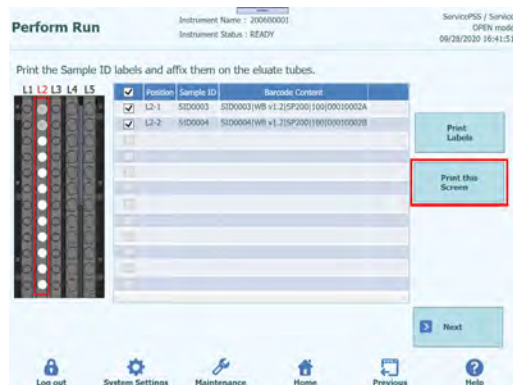 Perform Run
Instrument Name : 200600001
Instrument Status : READY
ServicePSS / Service
OPEN mode
09/28/2020 16:41:51
Print the Sample ID labels and affix them on the eluate tubes.
L1 L2 L3 L4 L5
Position Sample ID Barcode Content
L2-1 SID0003 SID0003|WB v1.2|SP200|100|00010002A
L2-2 SID0004 SID0004|WB v1.2|SP200|100|00010002B
Print
Labels
Print this
Screen
Next
Log out System Settings Maintenance Home Previous Help